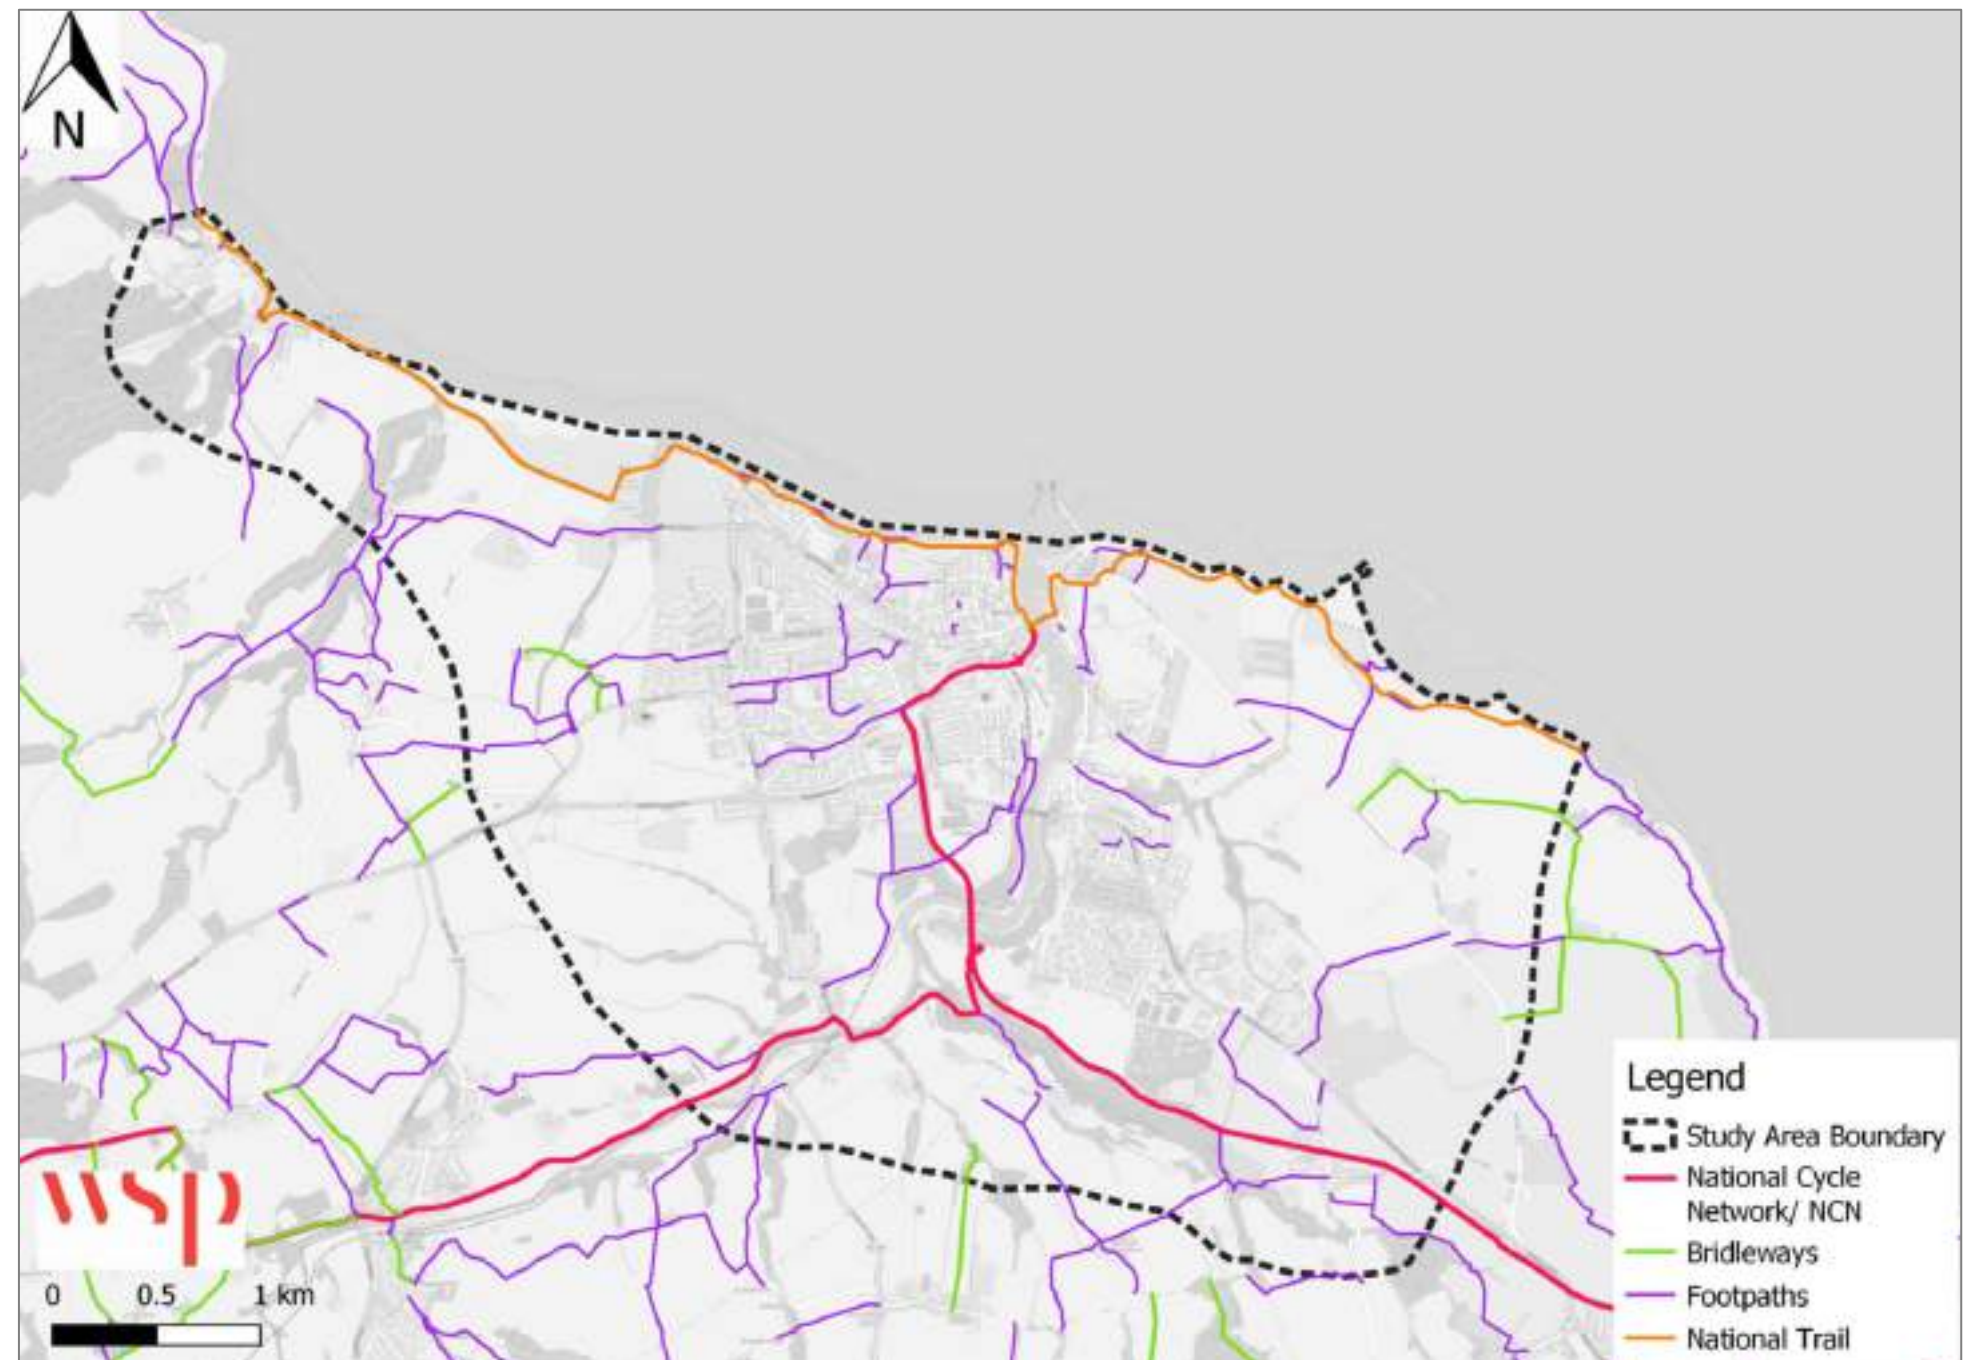 N
Legend
Study Area Boundary
National Cycle
Network/ NCN
Bridleways
Footpaths
National Trail
wsp
0 0.5 1 km